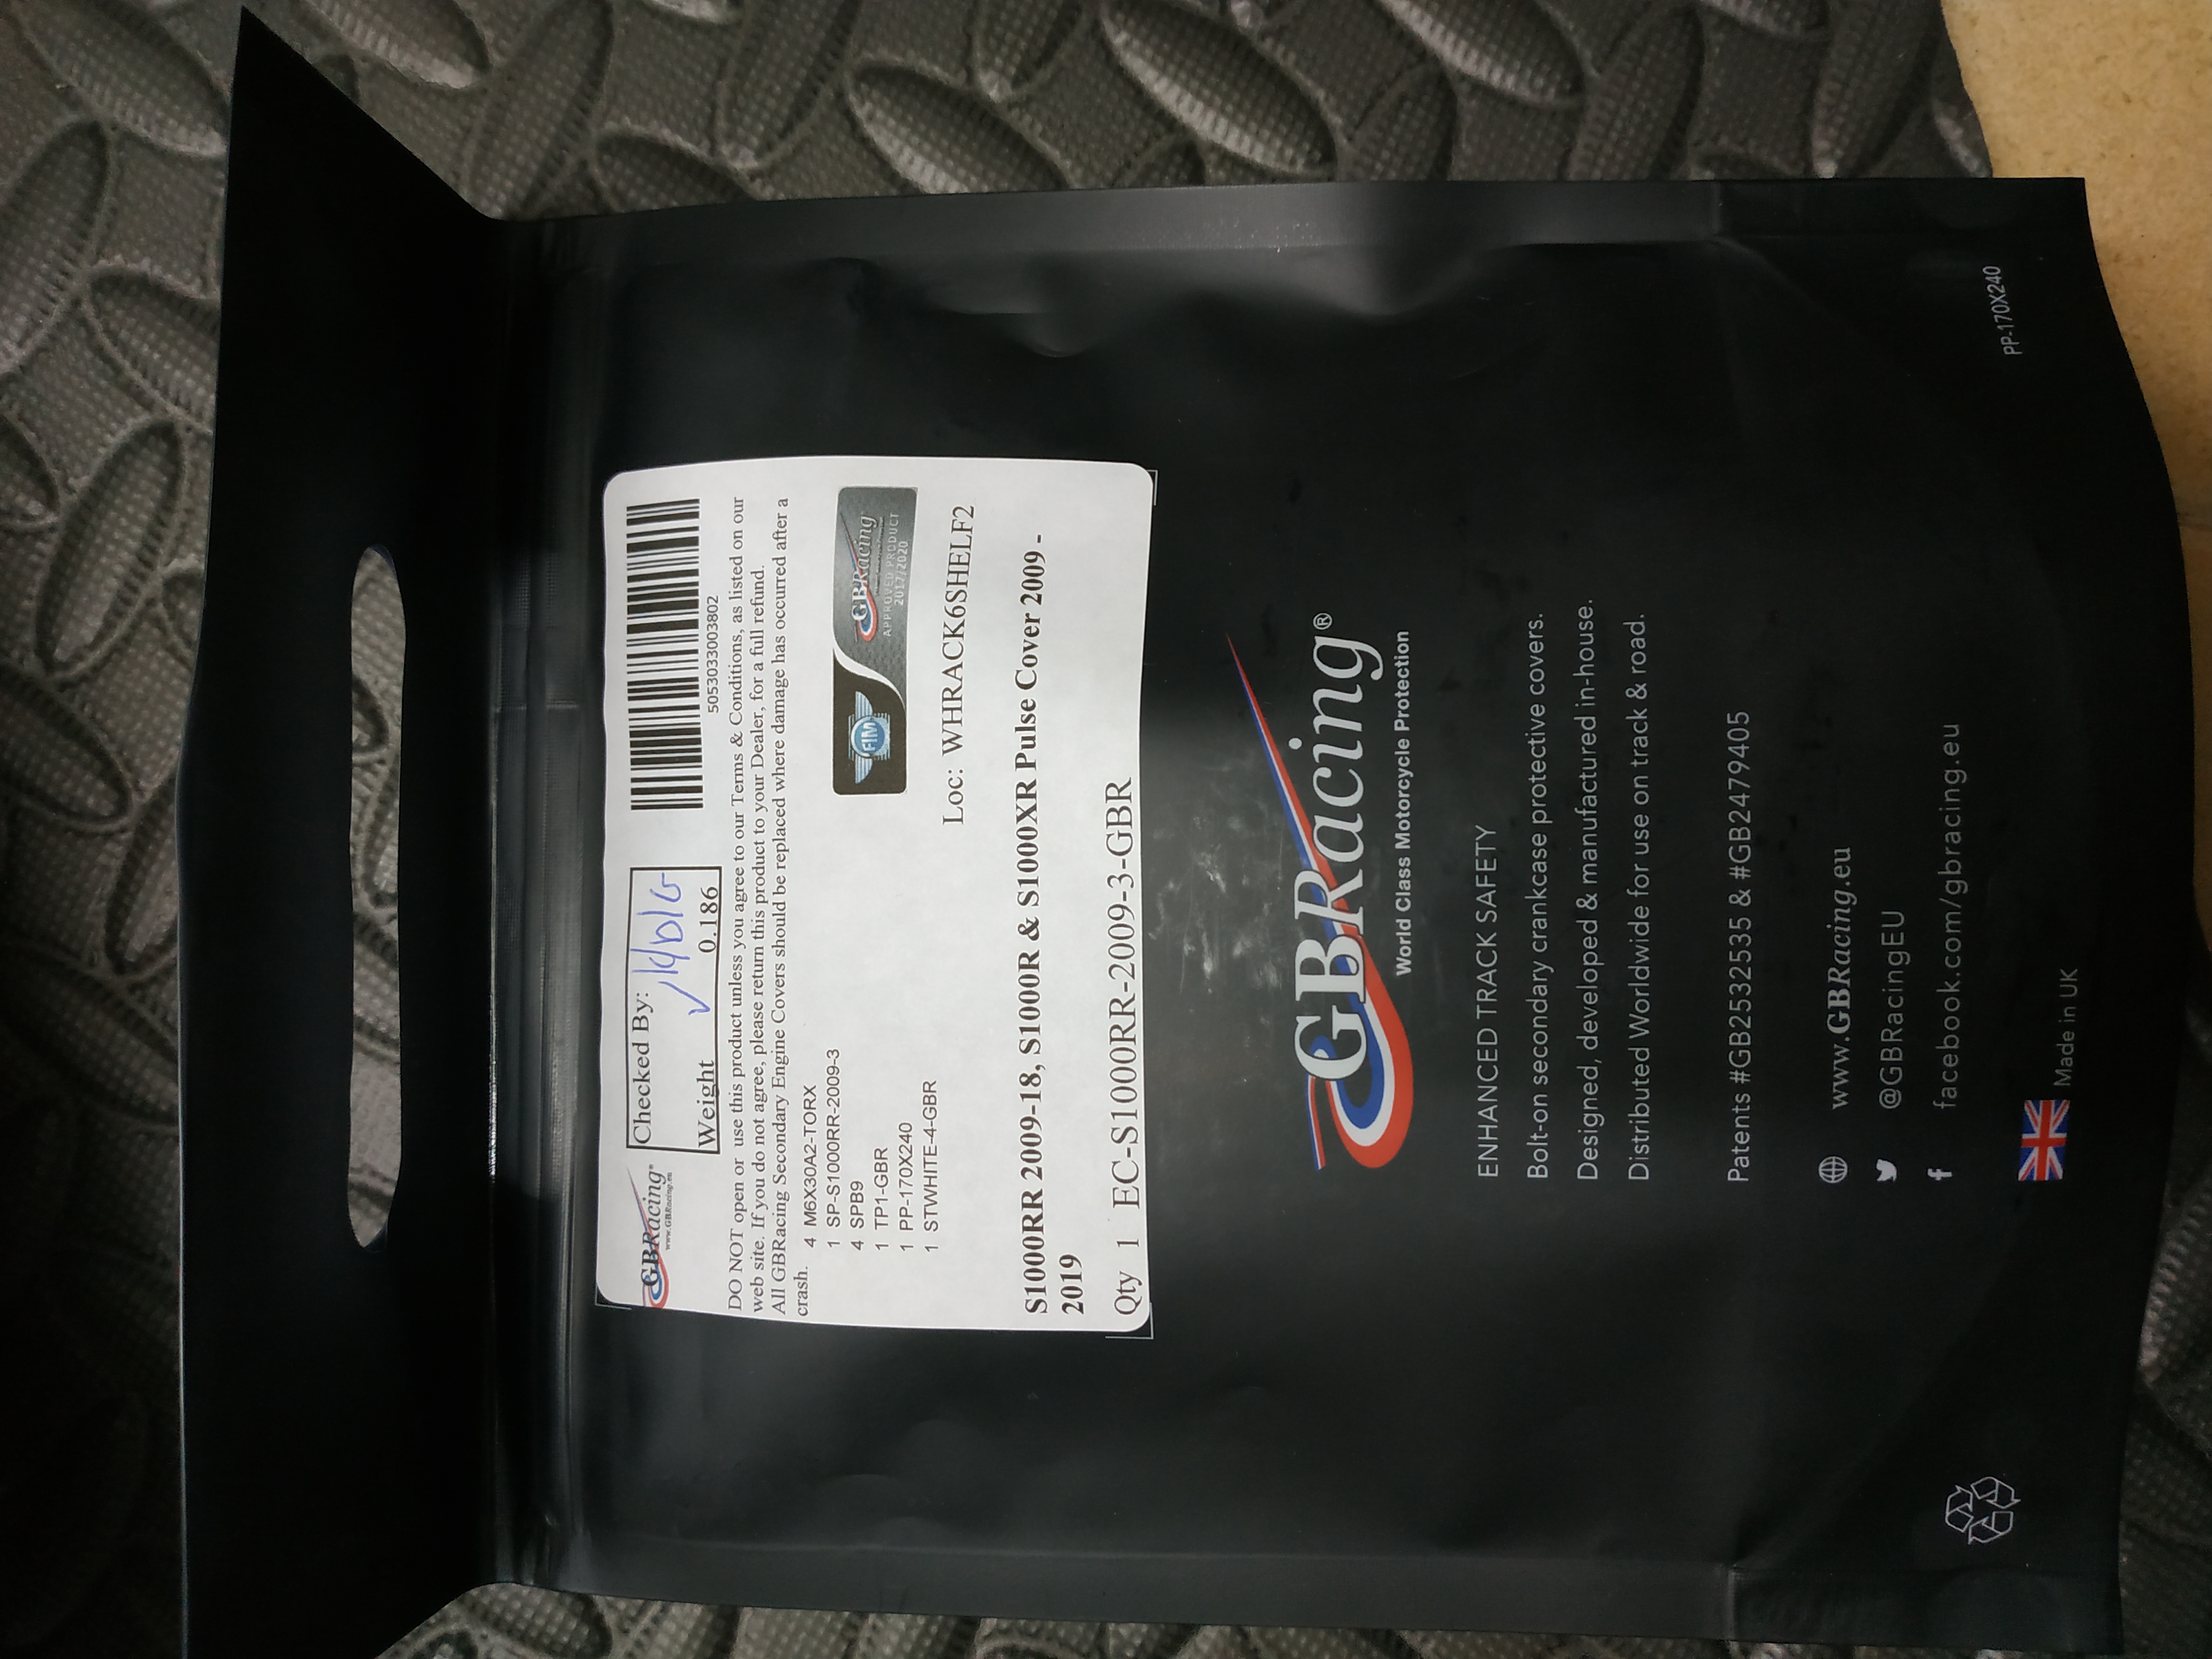 GBRacing®
www.GBRacing.eu
Checked By:
Weight 0.186
5053033003802
DO NOT open or use this product unless you agree to our Terms & Conditions, as listed on our
web site. If you do not agree, please return this product to your Dealer, for a full refund.
All GBRacing Secondary Engine Covers should be replaced where damage has occurred after a
crash.
4 M6X30A2-TORX
1 SP-S1000RR-2009-3
4 SPB9
1 TP1-GBR
1 PP-170X240
1 STWHITE-4-GBR
FIM
GBRacing
APPROVED PRODUCT
2017/2020
Loc: WHRACK6SHELF2
S1000RR 2009-18, S1000R & S1000XR Pulse Cover 2009 -
2019
Qty 1 EC-S1000RR-2009-3-GBR
GBRacing®
World Class Motorcycle Protection
ENHANCED TRACK SAFETY
Bolt-on secondary crankcase protective covers.
Designed, developed & manufactured in-house.
Distributed Worldwide for use on track & road.
Patents #GB2532535 & #GB2479405
www.GBRacing.eu
@GBRacingEU
facebook.com/gbracing.eu
Made in UK
PP-170X240